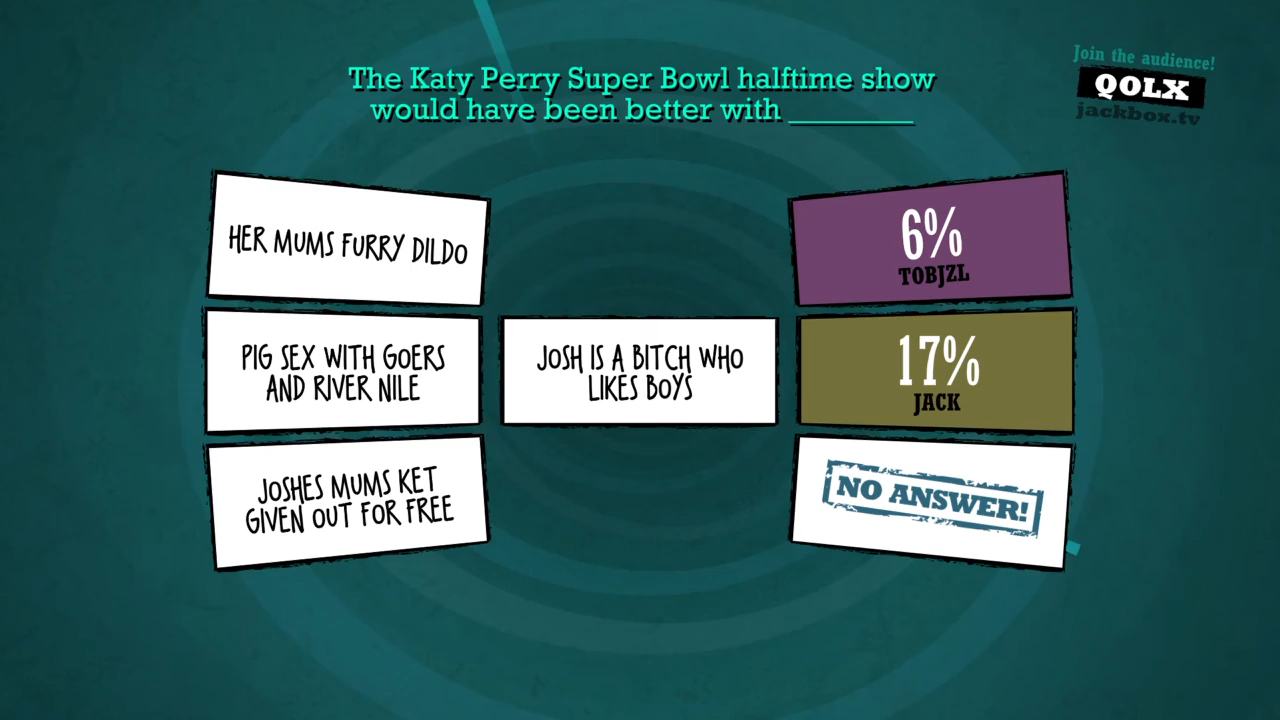 The Katy Perry Super Bowl halftime show
would have been better with _________
Join the audience!
QOLX
jackbox.tv
HER MUMS FURRY DILDO
6%
TOBJZL
PIG SEX WITH GOERS
AND RIVER NILE
JOSH IS A BITCH WHO
LIKES BOYS
17%
JACK
JOSHES MUMS KET
GIVEN OUT FOR FREE
NO ANSWER!